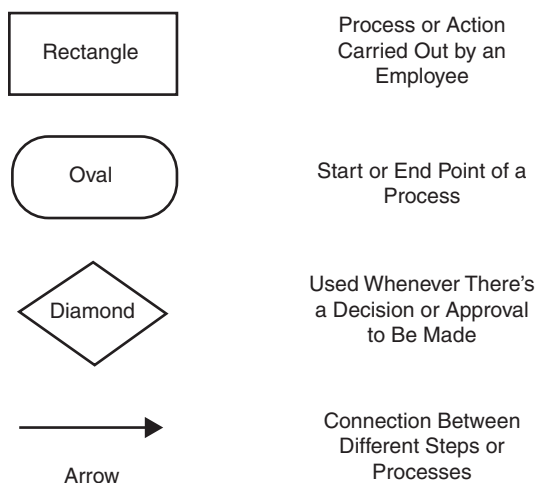 Rectangle
Process or Action
Carried Out by an
Employee
Oval
Start or End Point of a
Process
Diamond
Used Whenever There's
a Decision or Approval
to Be Made
Arrow
Connection Between
Different Steps or
Processes